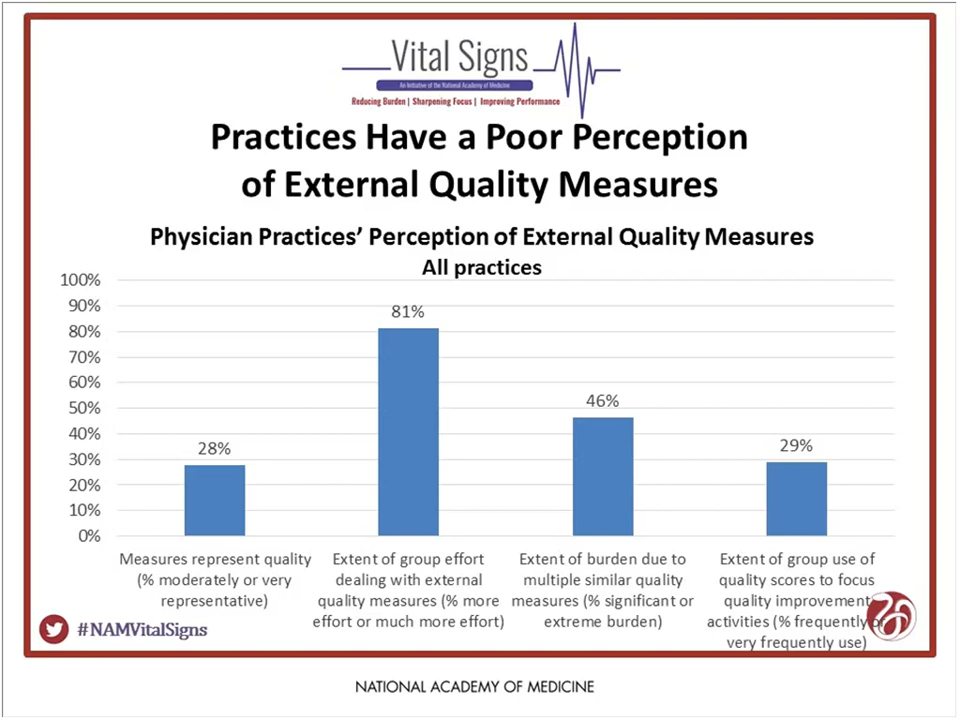 Vital Signs
An Initiative of the National Academy of Medicine
Reducing Burden | Sharpening Focus | Improving Performance
Practices Have a Poor Perception
of External Quality Measures
Physician Practices’ Perception of External Quality Measures
All practices
100%
90%
80%
70%
60%
50%
40%
30%
20%
10%
0%
28%
81%
46%
29%
Measures represent quality
(% moderately or very
representative)
Extent of group effort
dealing with external
quality measures (% more
effort or much more effort)
Extent of burden due to
multiple similar quality
measures (% significant or
extreme burden)
Extent of group use of
quality scores to focus
quality improvement
activities (% frequently or
very frequently use)
#NAMVitalSigns
NATIONAL ACADEMY OF MEDICINE